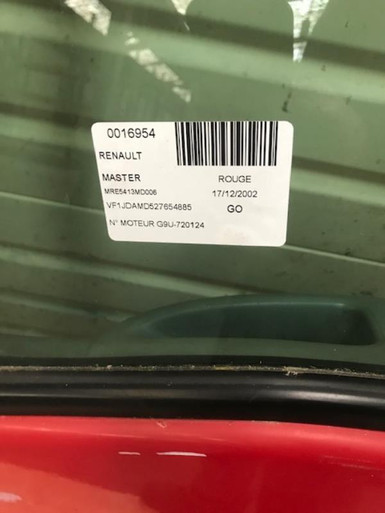 0016954
RENAULT
MASTER ROUGE
MRE5413MD006 17/12/2002
VF1JDAMD527654885 GO
N° MOTEUR G9U-720124